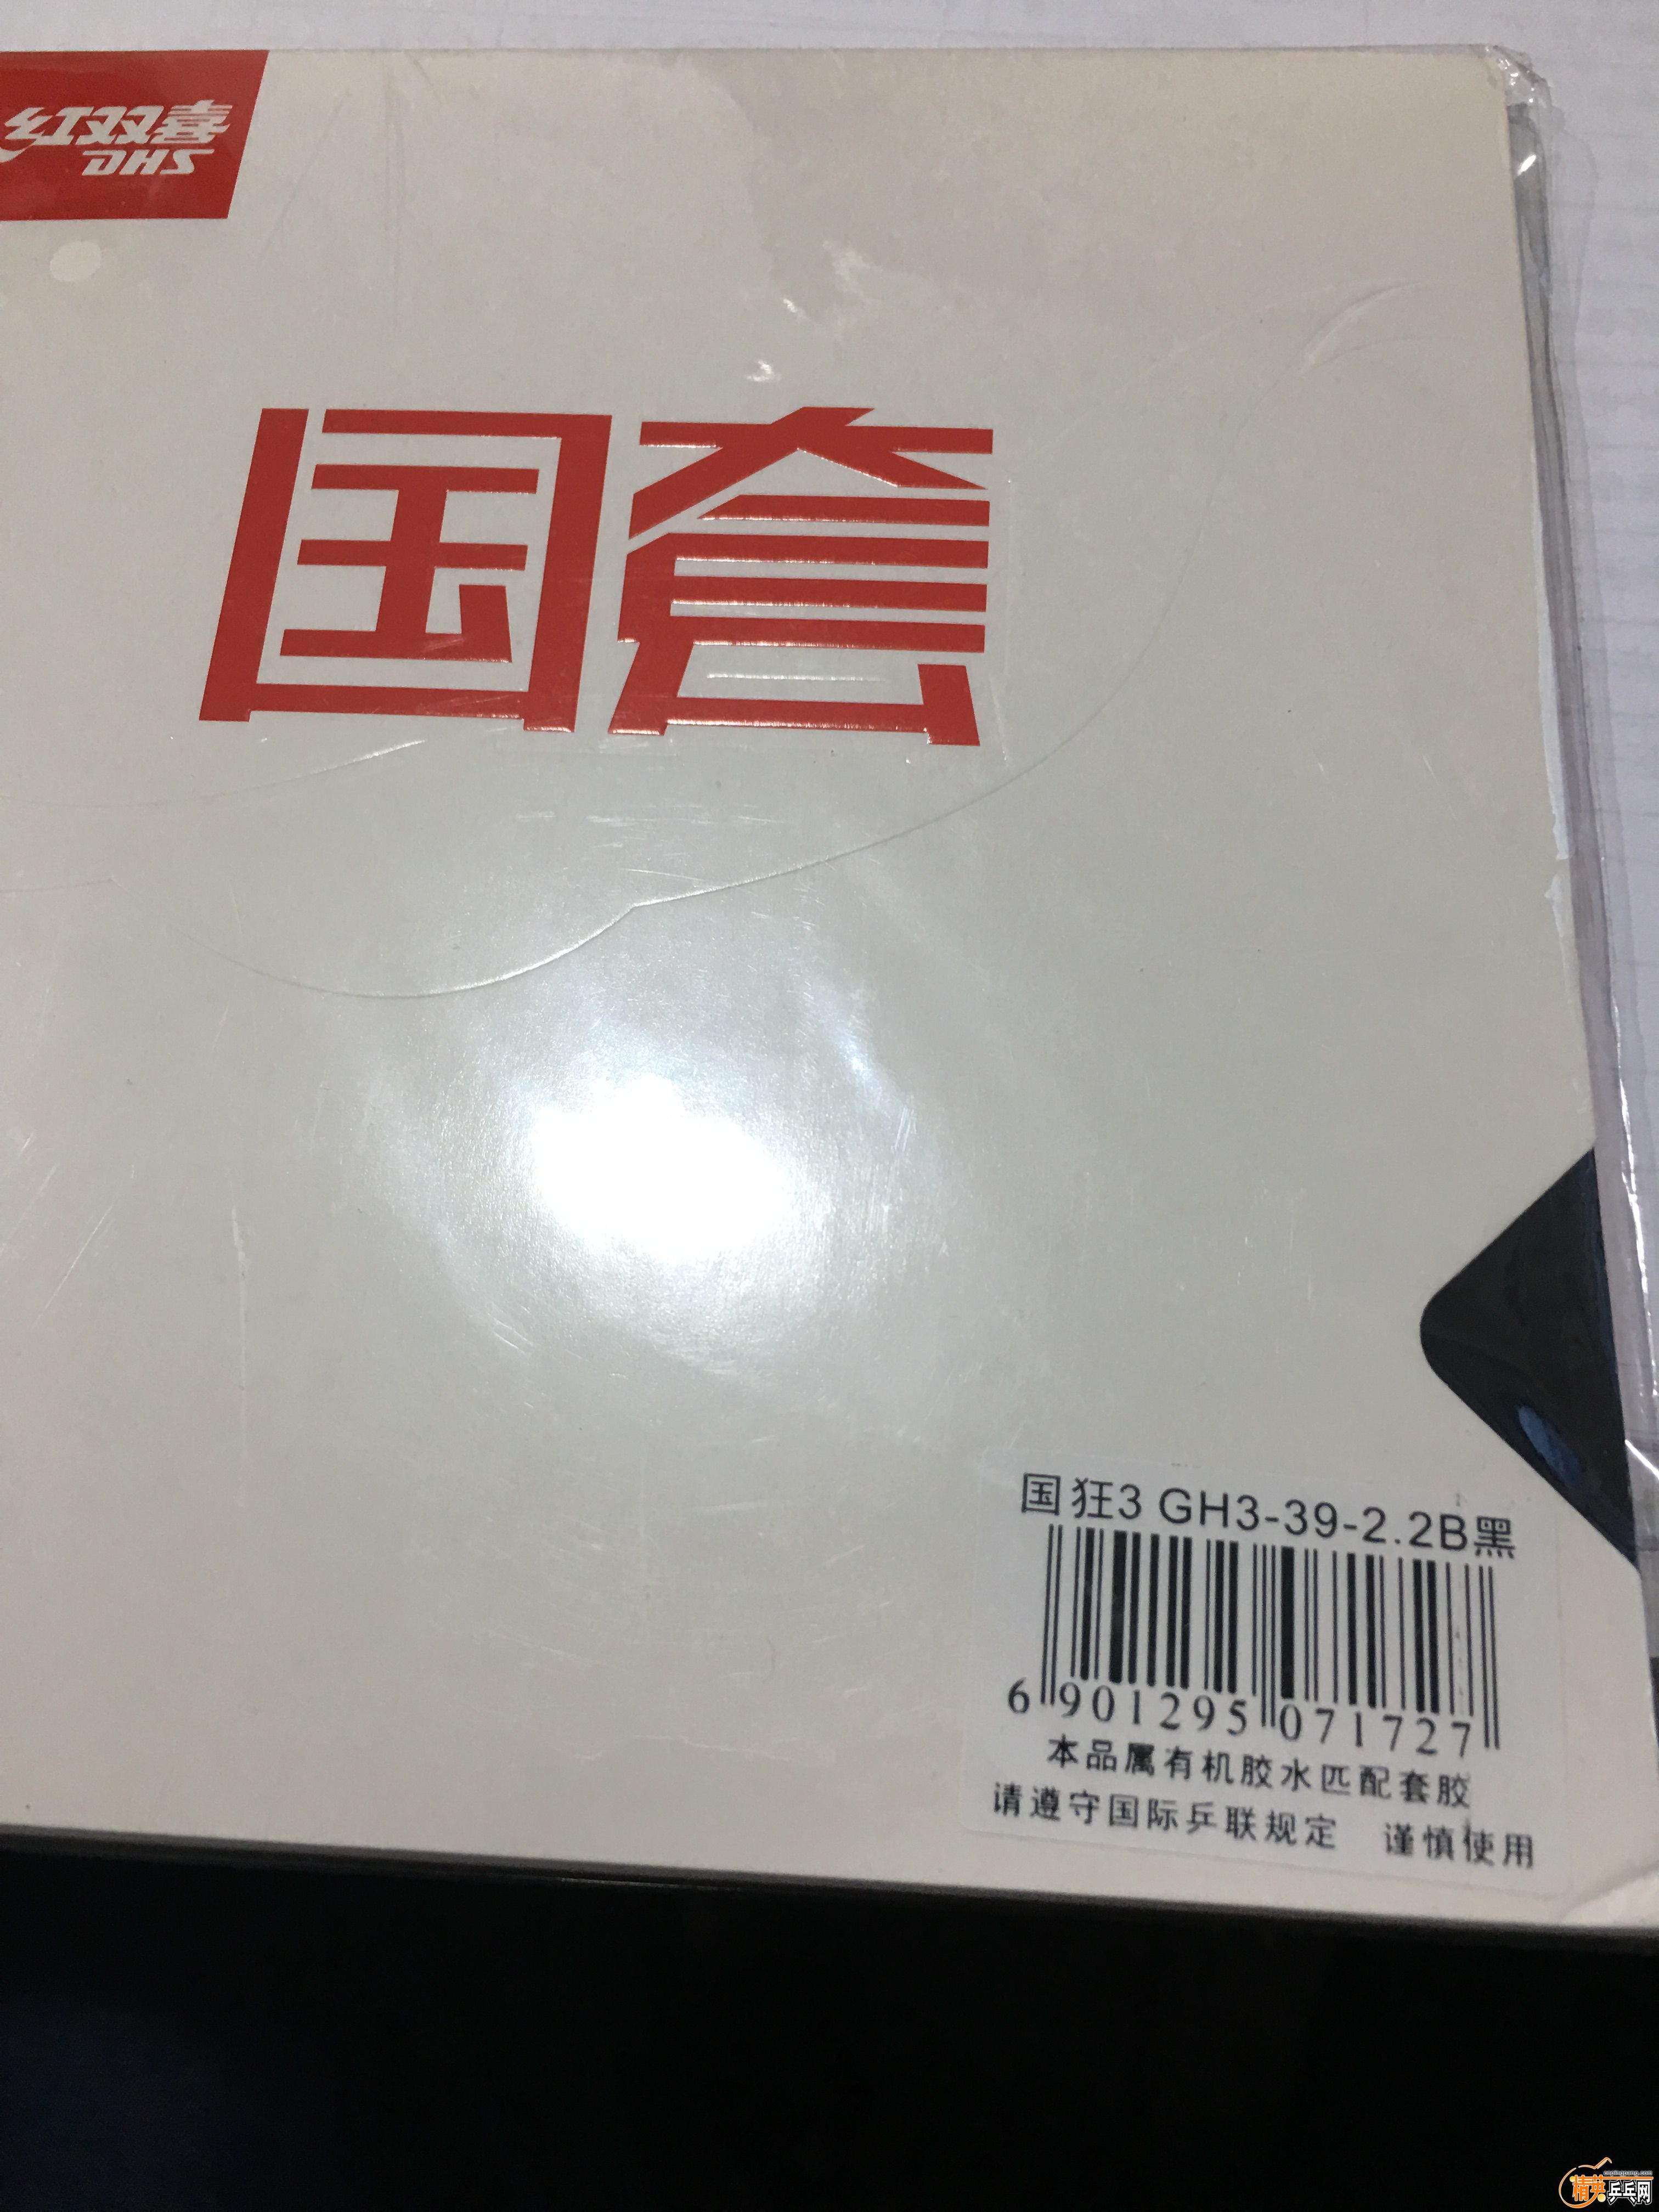 红双喜
DHS
国套
国狂3 GH3-39-2.2B黑
6 901295 071727
本品属有机胶水匹配套胶
请遵守国际乒联规定 谨慎使用
精英乒乓网